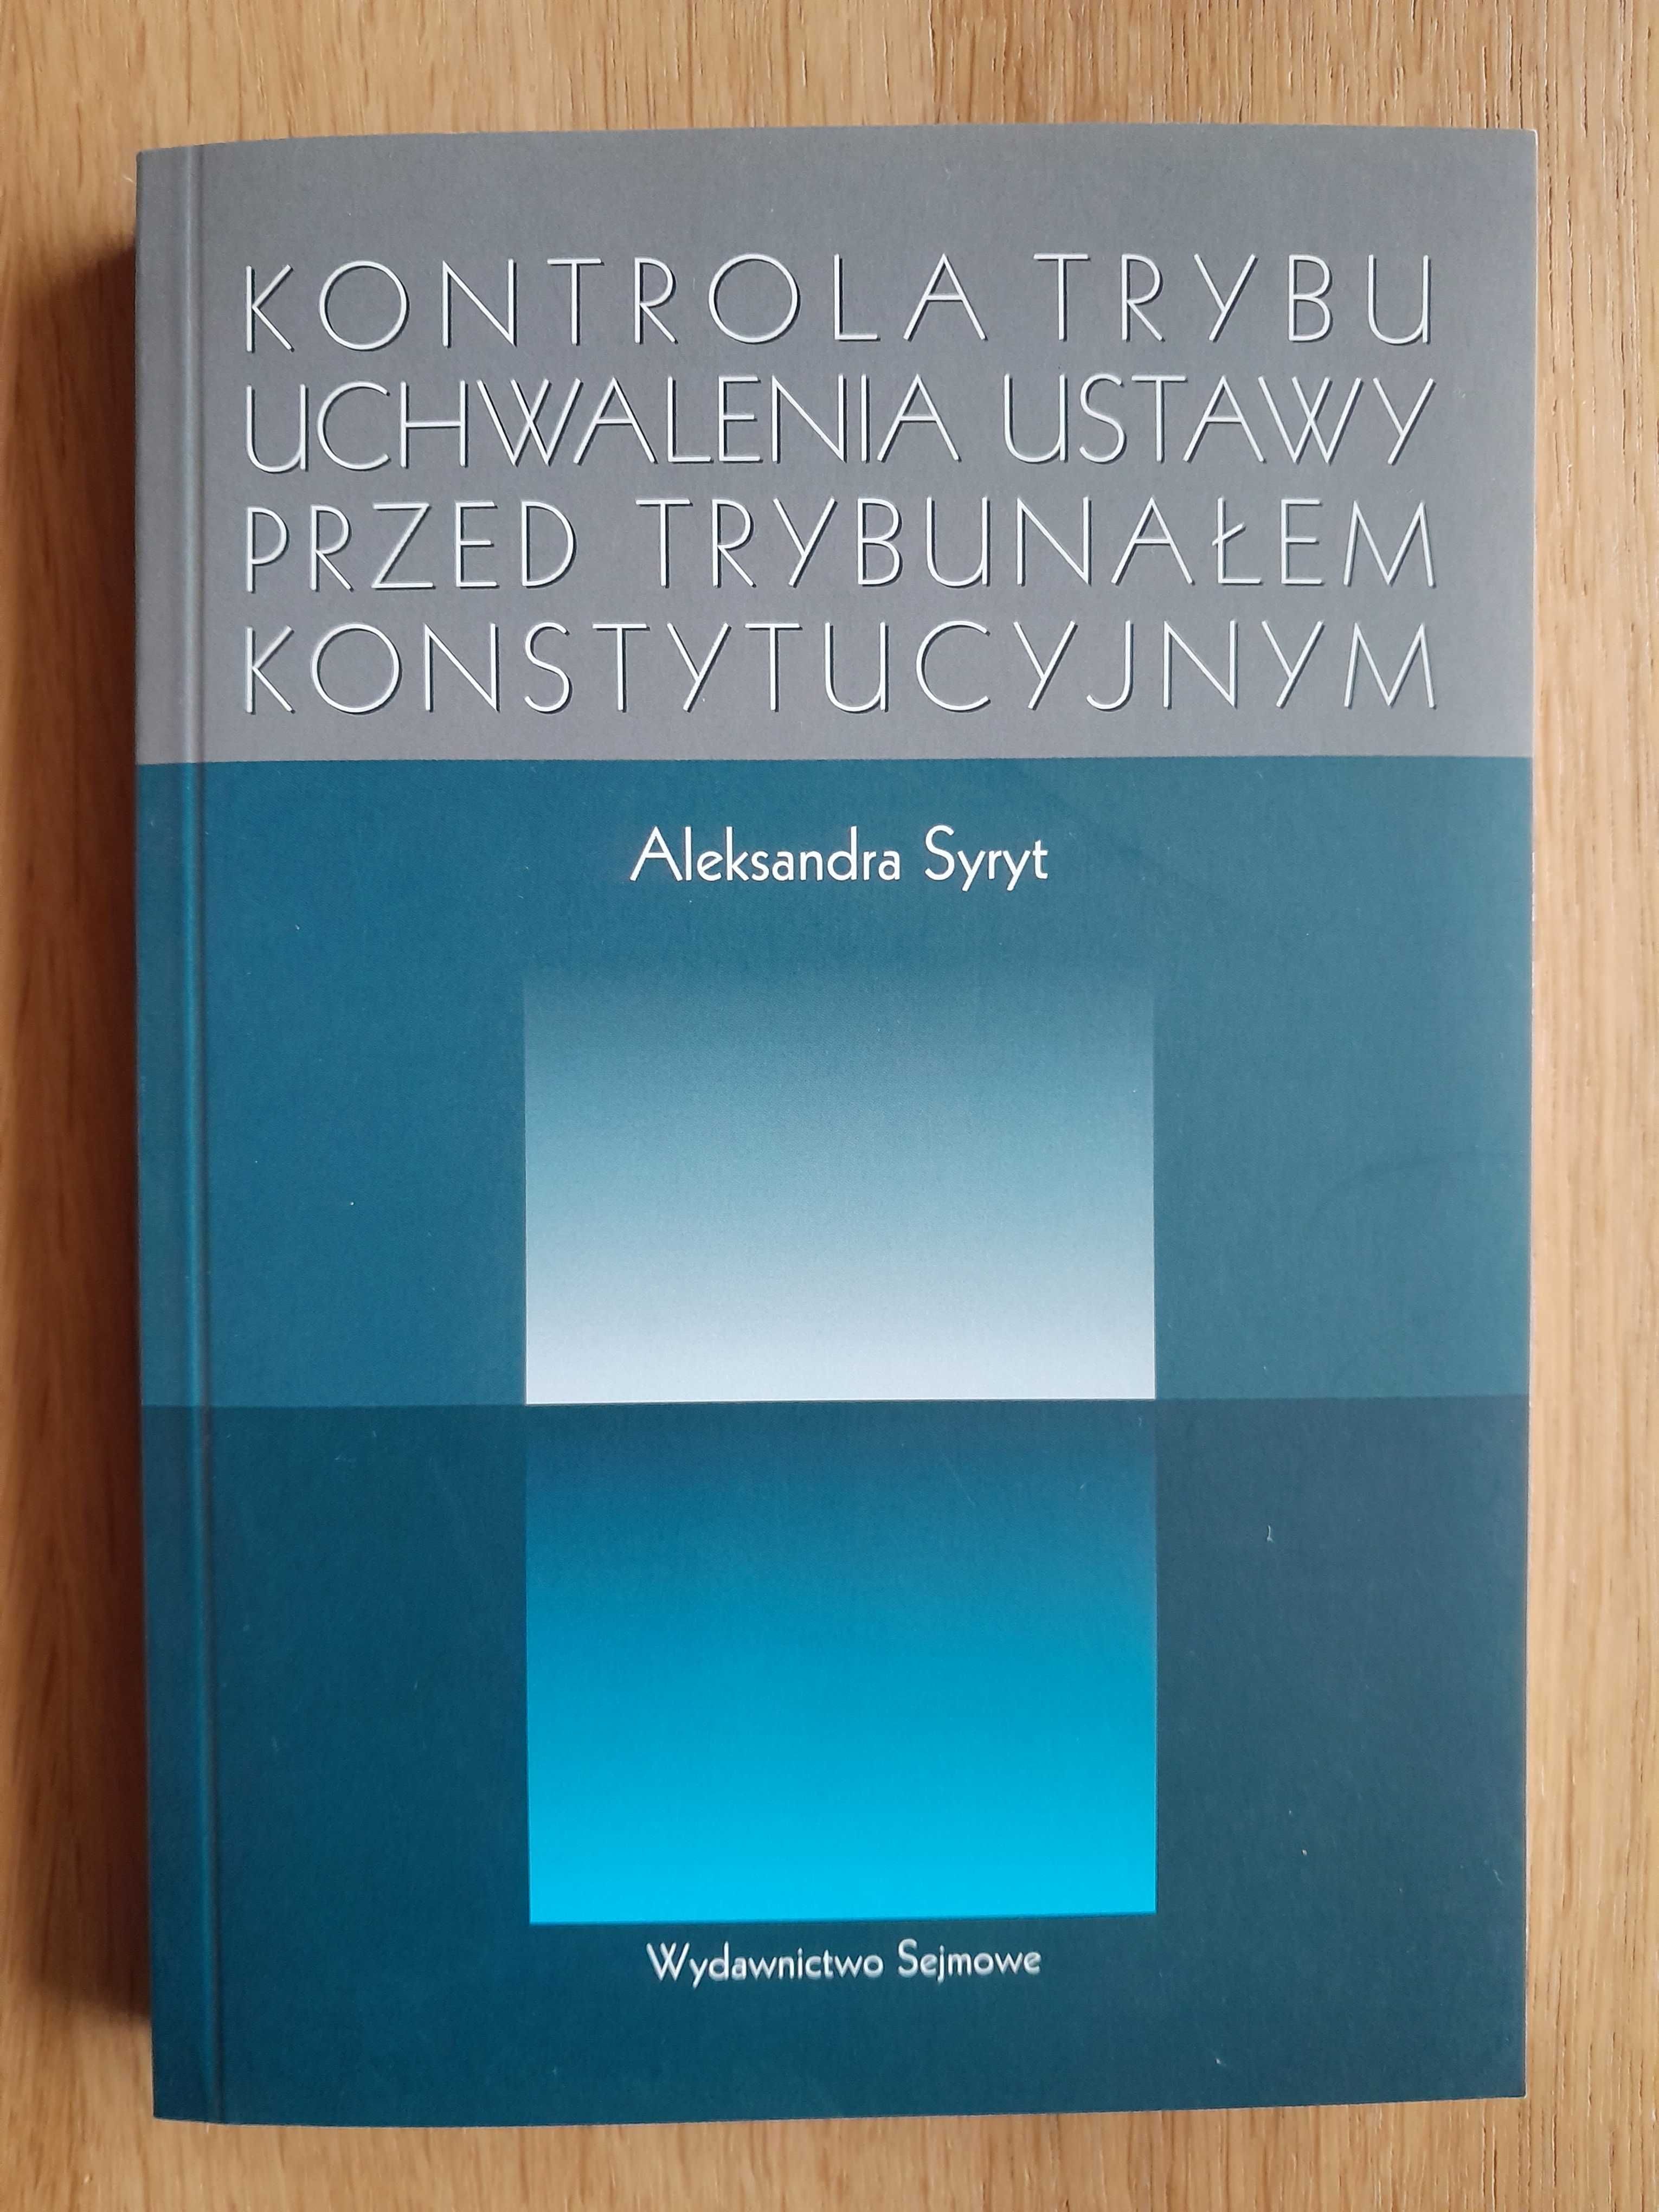 KONTROLA TRYBU
UCHWALENIA USTAWY
PRZED TRYBUNAŁEM
KONSTYTUCYJNYM
Aleksandra Syryt
Wydawnictwo Sejmowe